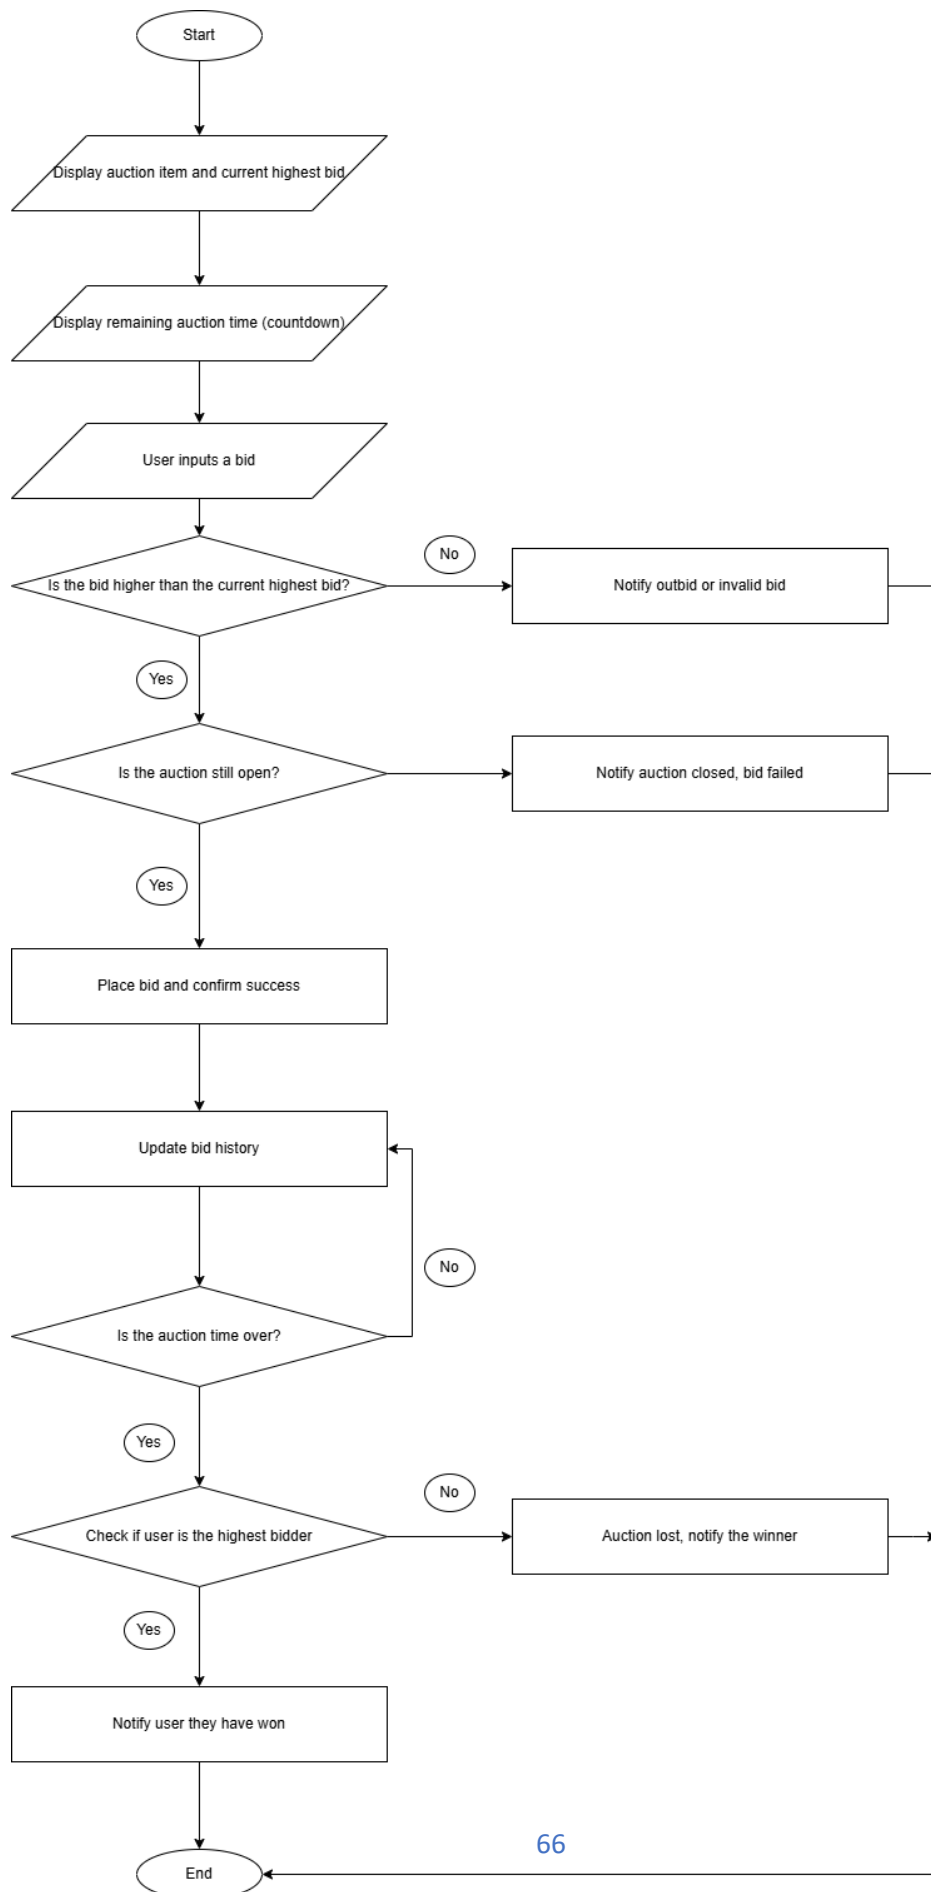 Start
Display auction item and current highest bid
Display remaining auction time (countdown)
User inputs a bid
Is the bid higher than the current highest bid?
No
Notify outbid or invalid bid
Yes
Is the auction still open?
Notify auction closed, bid failed
Yes
Place bid and confirm success
Update bid history
No
Is the auction time over?
Yes
No
Check if user is the highest bidder
Auction lost, notify the winner
Yes
Notify user they have won
66
End